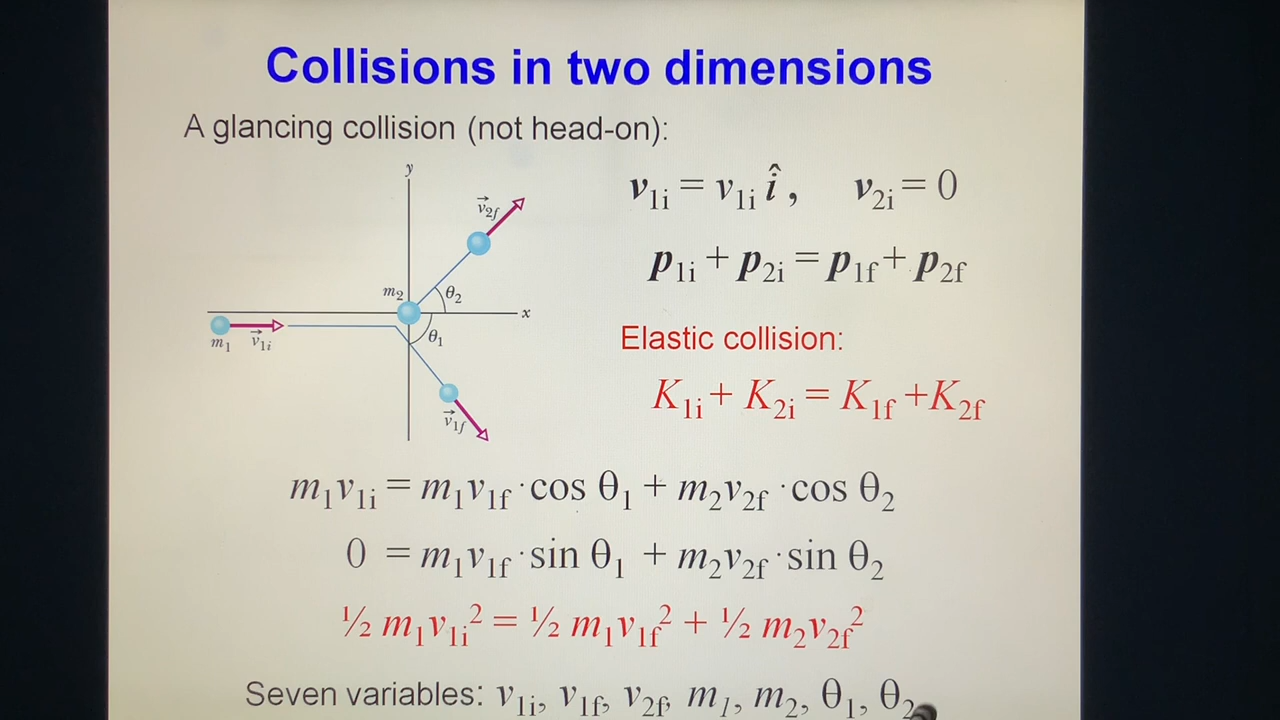 Collisions in two dimensions
A glancing collision (not head-on):
y
v⃗2f
m2
θ2
x
θ1
m1
v⃗1i
v⃗1f
v1i = v1i î, v2i = 0
p1i + p2i = p1f + p2f
Elastic collision:
K1i + K2i = K1f + K2f
m1v1i = m1v1f · cos θ1 + m2v2f · cos θ2
0 = m1v1f · sin θ1 + m2v2f · sin θ2
½ m1v1i² = ½ m1v1f² + ½ m2v2f²
Seven variables: v1i, v1f, v2f, m1, m2, θ1, θ2